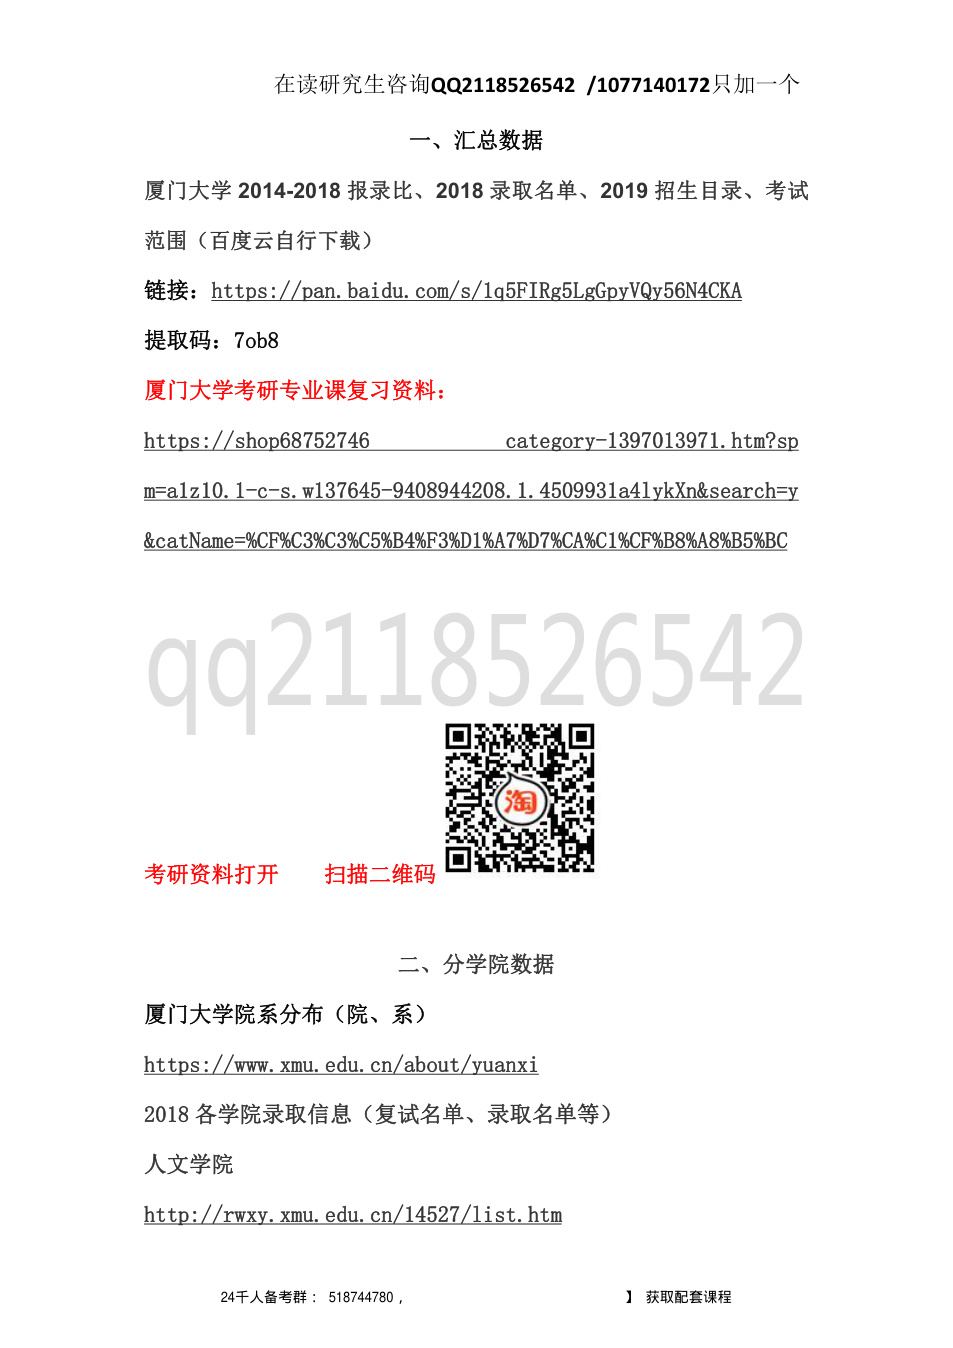 在读研究生咨询QQ2118526542 /1077140172只加一个
一、汇总数据
厦门大学 2014-2018 报录比、2018 录取名单、2019 招生目录、考试
范围（百度云自行下载）
链接：https://pan.baidu.com/s/1q5FIRg5LgGpyVQy56N4CKA
提取码：7ob8
厦门大学考研专业课复习资料：
https://shop68752746 category-1397013971.htm?sp
m=a1z10.1-c-s.w137645-9408944208.1.4509931a4lykXn&search=y
&catName=%CF%C3%C3%C5%B4%F3%D1%A7%D7%CA%C1%CF%B8%A8%B5%BC
qq2118526542
淘
考研资料打开 扫描二维码
二、分学院数据
厦门大学院系分布（院、系）
https://www.xmu.edu.cn/about/yuanxi
2018 各学院录取信息（复试名单、录取名单等）
人文学院
http://rwxy.xmu.edu.cn/14527/list.htm
24千人备考群： 518744780， 】 获取配套课程